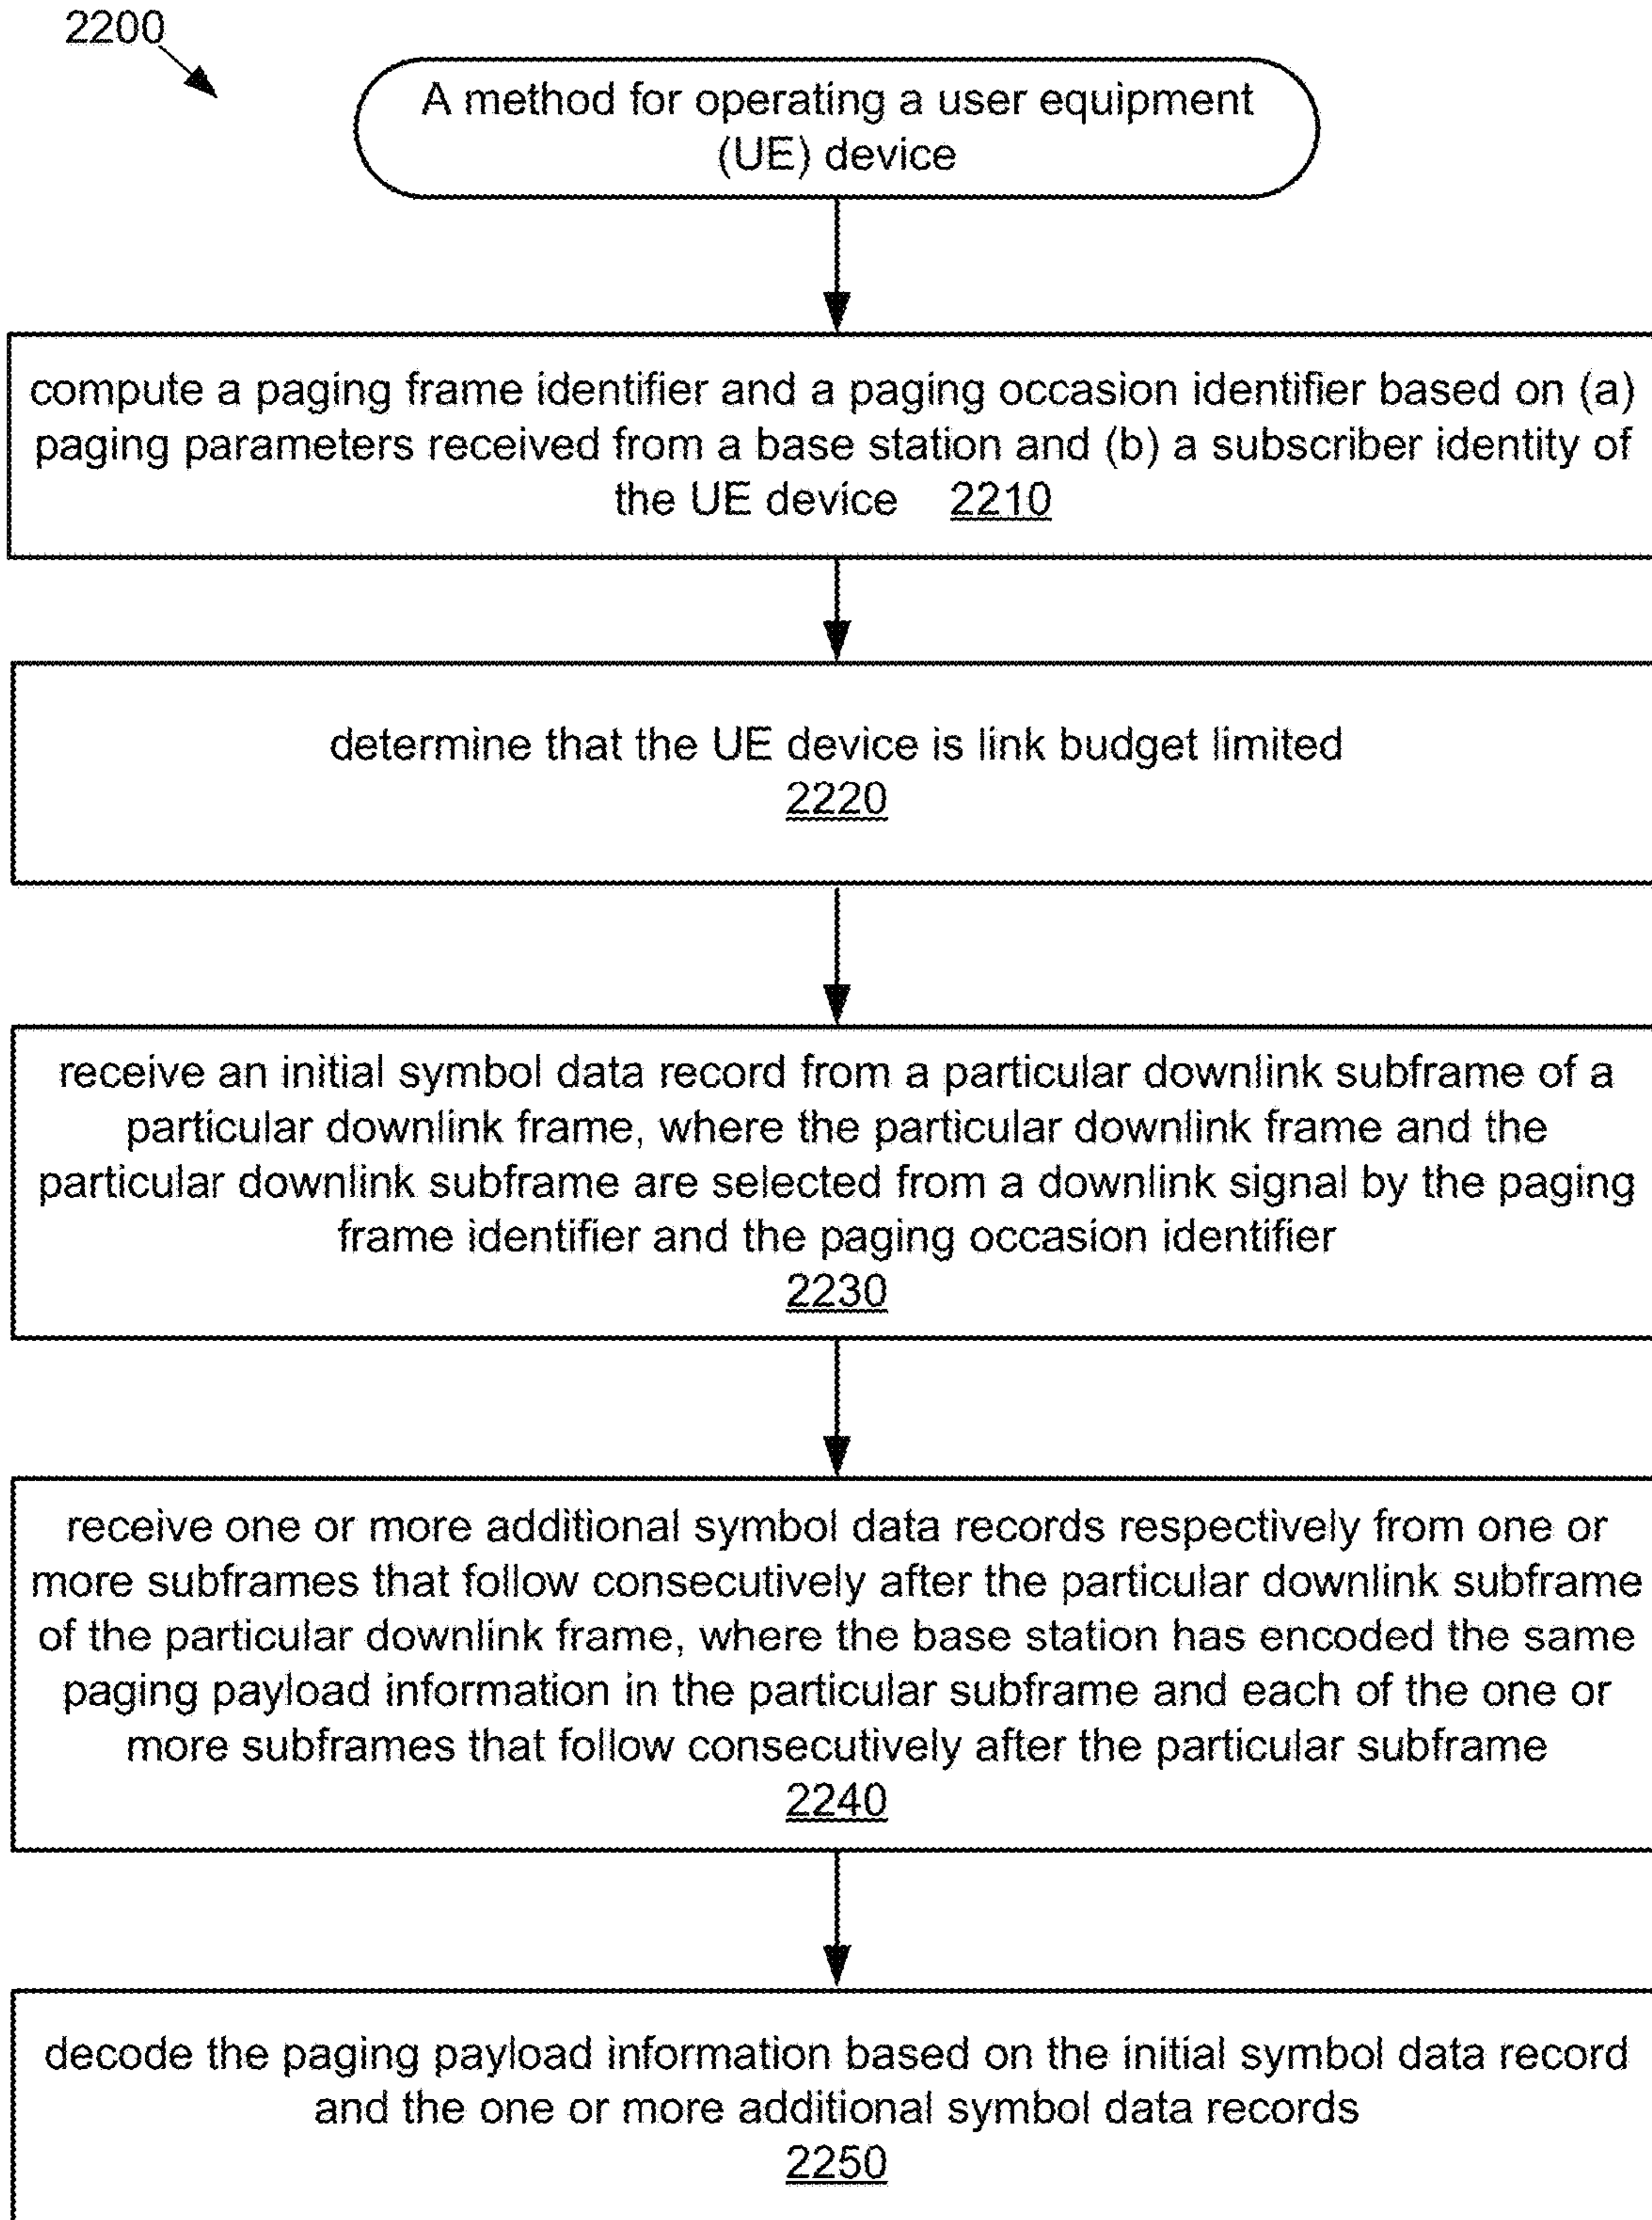 2200
A method for operating a user equipment
(UE) device
compute a paging frame identifier and a paging occasion identifier based on (a)
paging parameters received from a base station and (b) a subscriber identity of
the UE device 2210
determine that the UE device is link budget limited
2220
receive an initial symbol data record from a particular downlink subframe of a
particular downlink frame, where the particular downlink frame and the
particular downlink subframe are selected from a downlink signal by the paging
frame identifier and the paging occasion identifier
2230
receive one or more additional symbol data records respectively from one or
more subframes that follow consecutively after the particular downlink subframe
of the particular downlink frame, where the base station has encoded the same
paging payload information in the particular subframe and each of the one or
more subframes that follow consecutively after the particular subframe
2240
decode the paging payload information based on the initial symbol data record
and the one or more additional symbol data records
2250